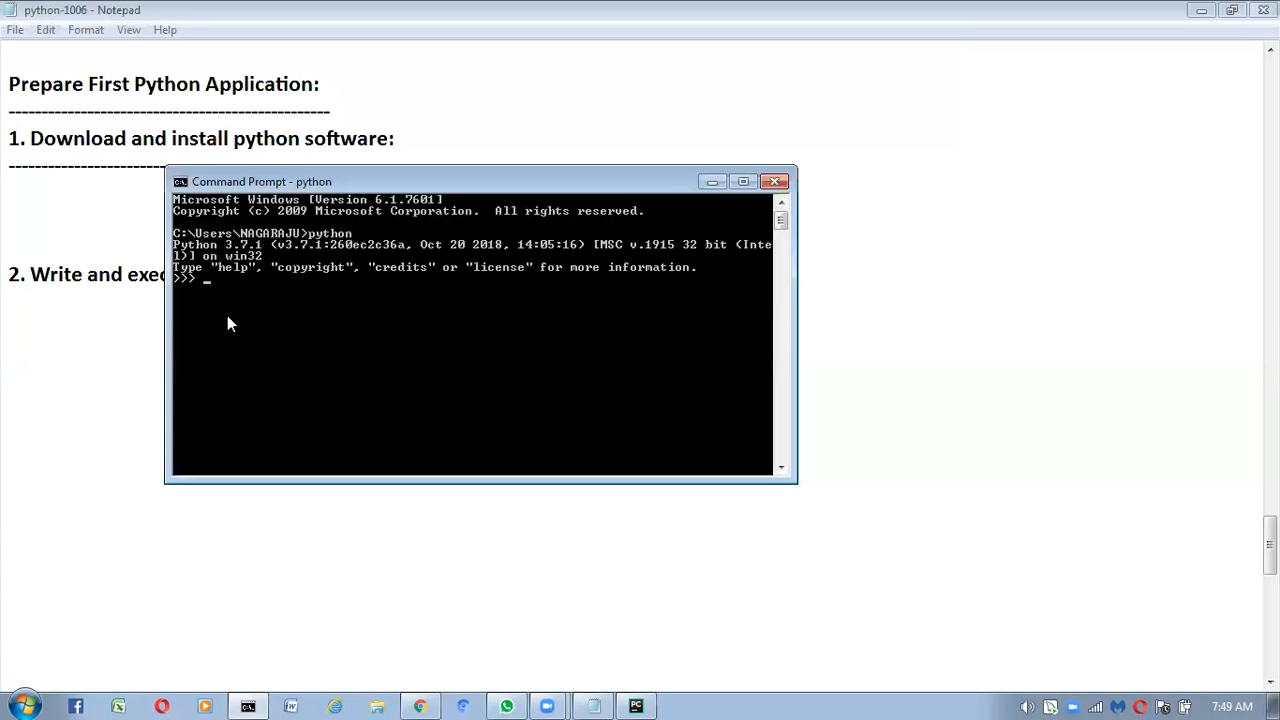 python-1006 - Notepad
File Edit Format View Help
Prepare First Python Application:
------------------------------------------------
1. Download and install python software:
-----------------------
Command Prompt - python
Microsoft Windows [Version 6.1.7601]
Copyright (c) 2009 Microsoft Corporation.  All rights reserved.
C:\Users\NAGARAJU>python
Python 3.7.1 (v3.7.1:260ec2c36a, Oct 20 2018, 14:05:16) [MSC v.1915 32 bit (Inte
l)] on win32
Type "help", "copyright", "credits" or "license" for more information.
>>> _
2. Write and exec
7:49 AM